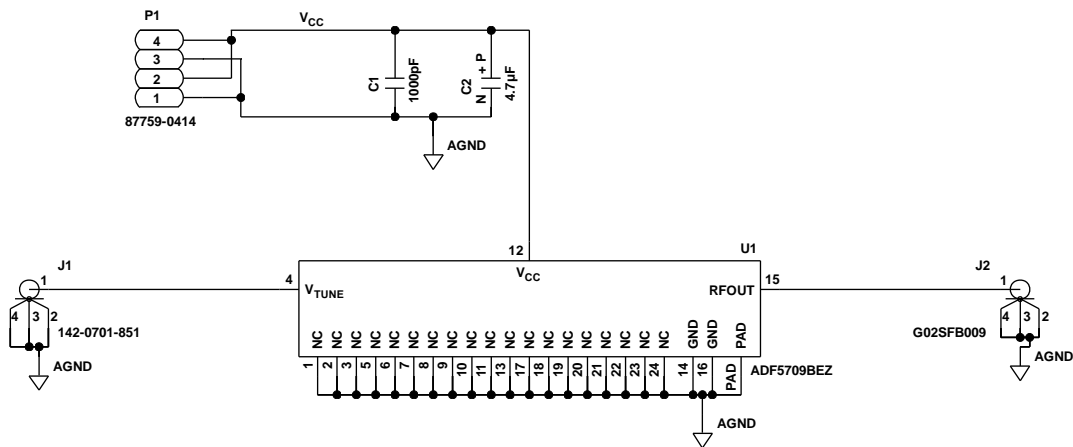 P1
V_CC
4
3
2
1
87759-0414
C1
1000pF
C2
+ P
N
4.7µF
AGND
J1
1
4 3 2
142-0701-851
AGND
4
V_TUNE
12
V_CC
U1
RFOUT
15
J2
1
4 3 2
G02SFB009
AGND
NC NC NC NC NC NC NC NC NC NC NC NC NC NC NC NC NC NC NC GND GND PAD
1 2 3 5 6 7 8 9 10 11 13 17 18 19 20 21 22 23 24 14 16 PAD
ADF5709BEZ
AGND